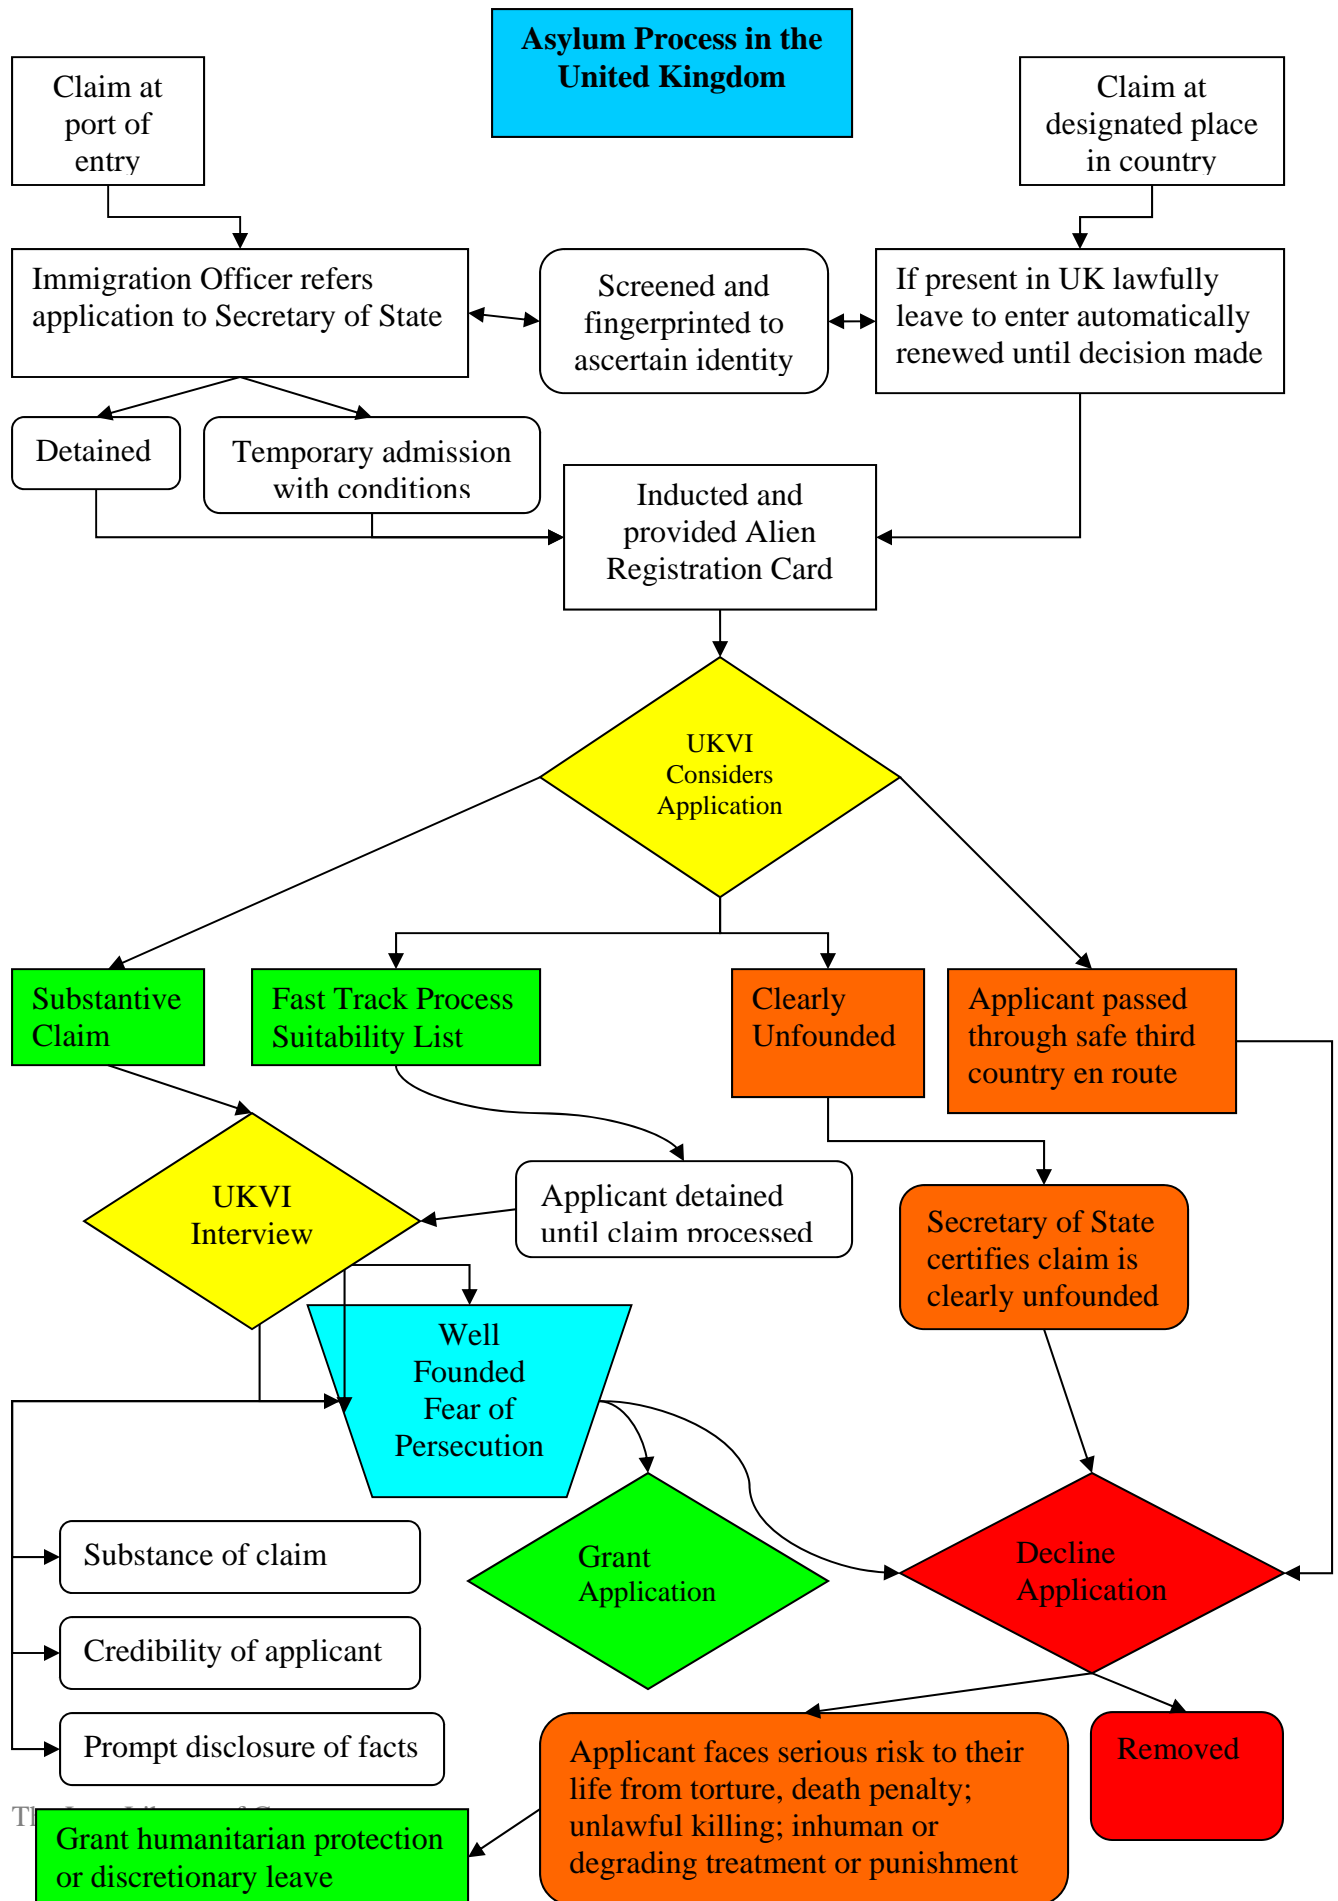 Asylum Process in the
United Kingdom
Claim at
port of
entry
Claim at
designated place
in country
Immigration Officer refers
application to Secretary of State
Screened and
fingerprinted to
ascertain identity
If present in UK lawfully
leave to enter automatically
renewed until decision made
Detained
Temporary admission
with conditions
Inducted and
provided Alien
Registration Card
UKVI
Considers
Application
Substantive
Claim
Fast Track Process
Suitability List
Clearly
Unfounded
Applicant passed
through safe third
country en route
UKVI
Interview
Applicant detained
until claim processed
Secretary of State
certifies claim is
clearly unfounded
Well
Founded
Fear of
Persecution
Grant
Application
Decline
Application
Substance of claim
Credibility of applicant
Prompt disclosure of facts
Applicant faces serious risk to their
life from torture, death penalty;
unlawful killing; inhuman or
degrading treatment or punishment
Removed
Grant humanitarian protection
or discretionary leave